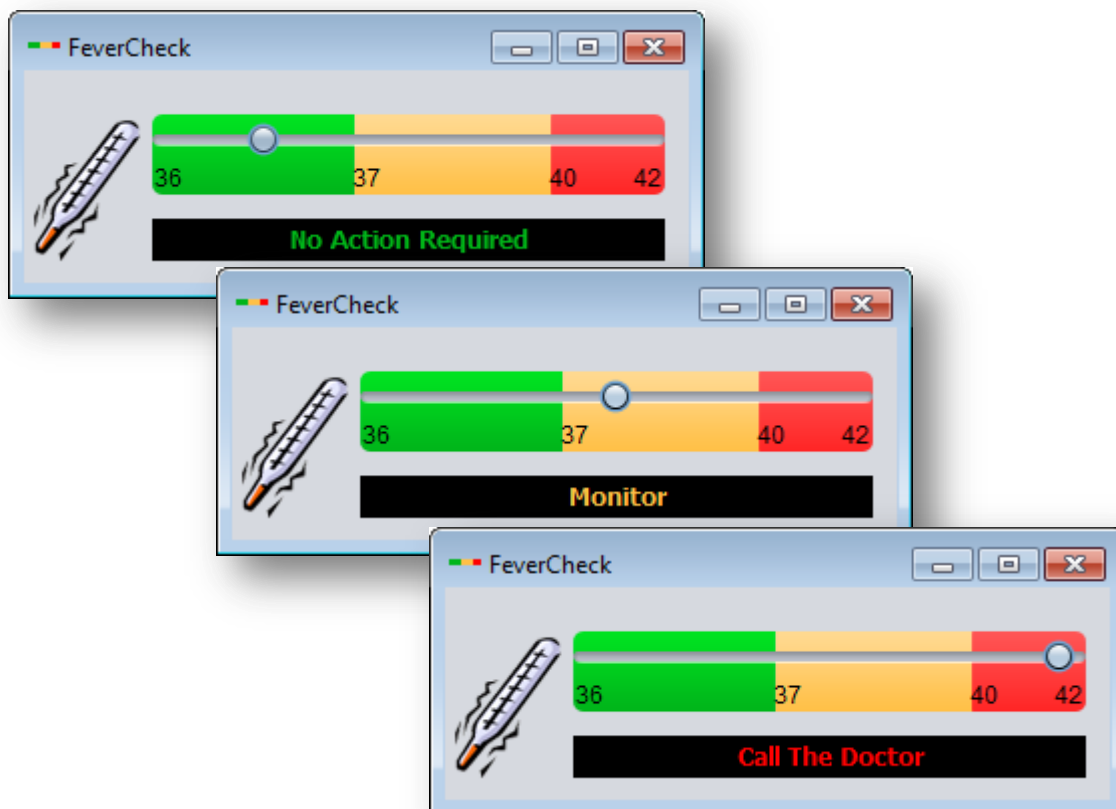 FeverCheck
36 37 40 42
No Action Required
FeverCheck
36 37 40 42
Monitor
FeverCheck
36 37 40 42
Call The Doctor